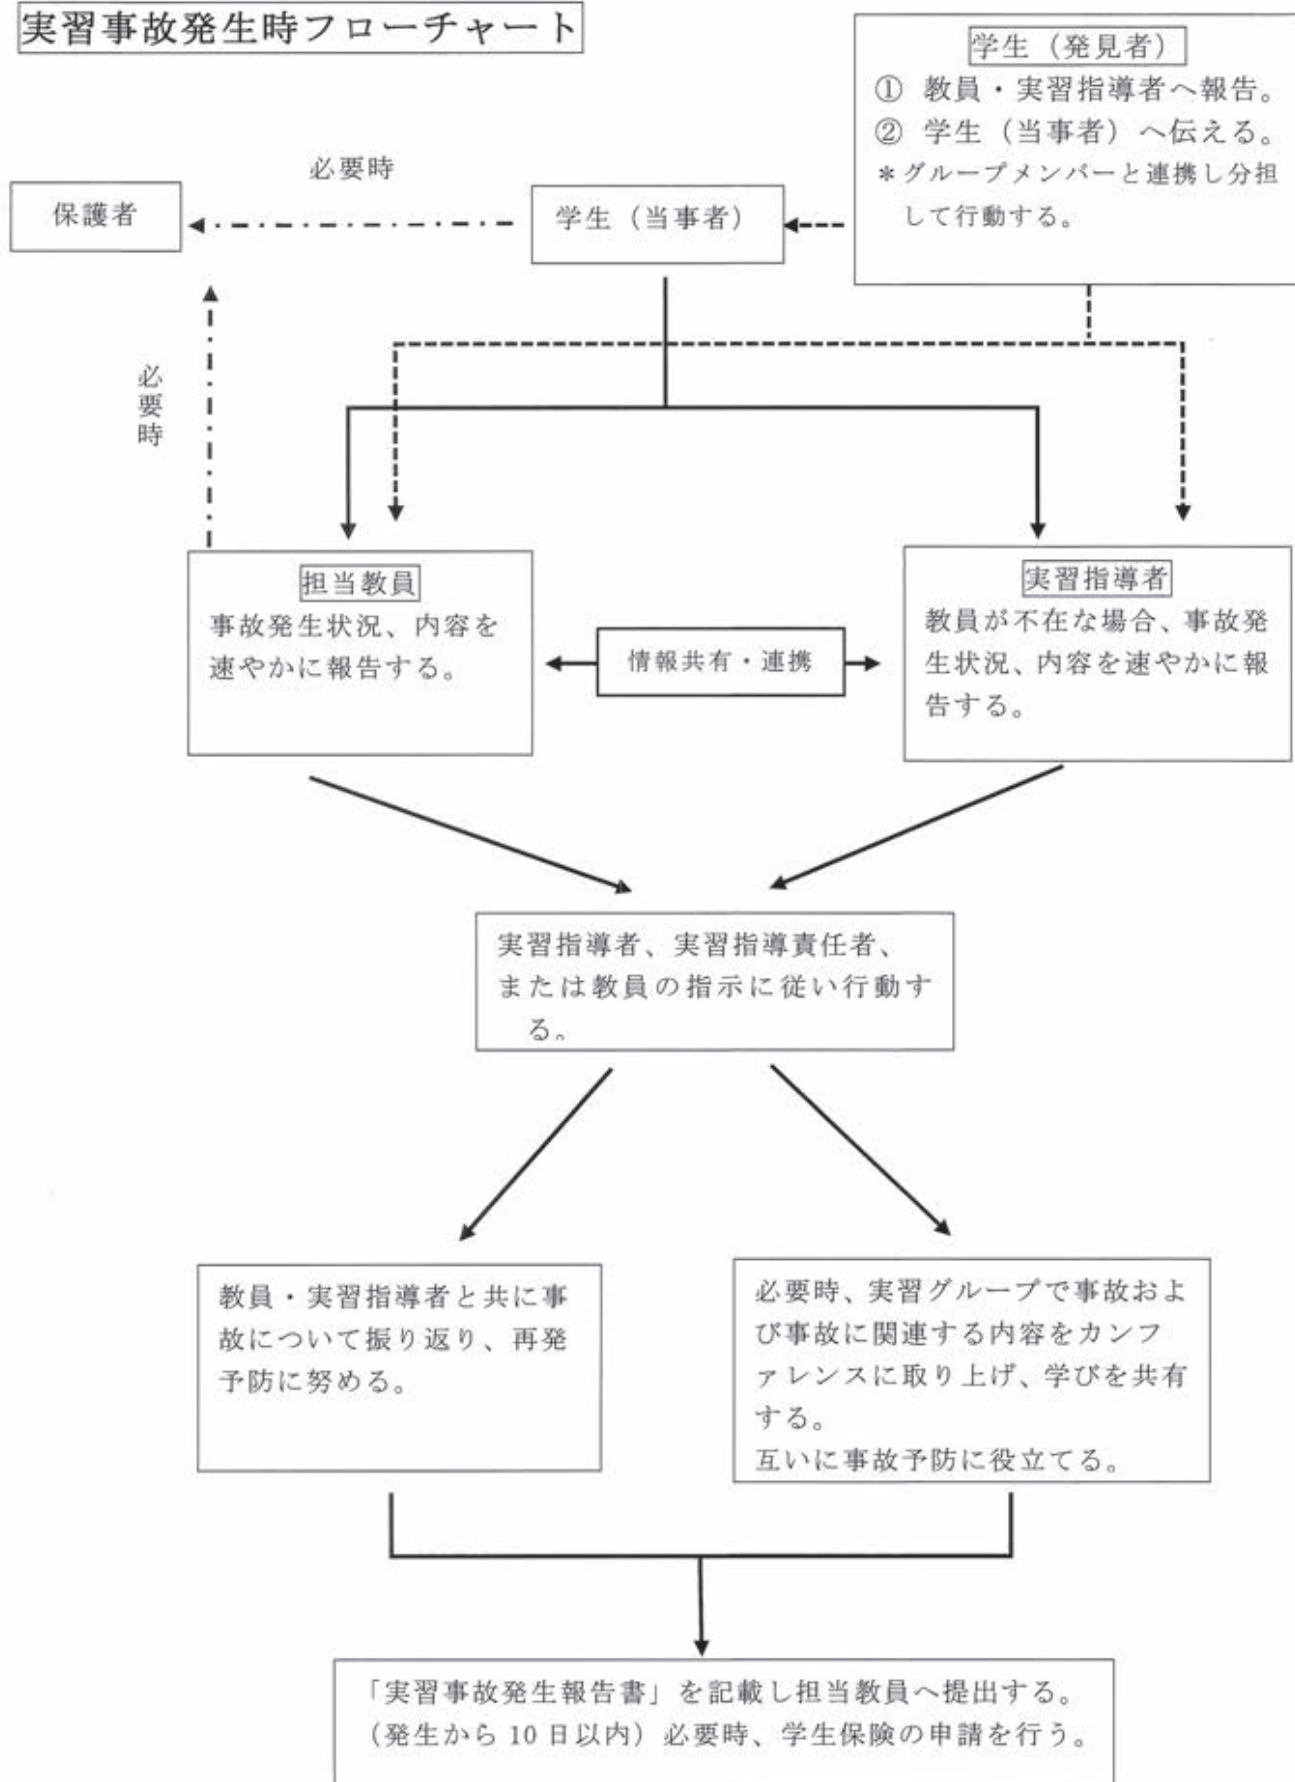 実習事故発生時フローチャート
学生（発見者）
① 教員・実習指導者へ報告。
② 学生（当事者）へ伝える。
＊グループメンバーと連携し分担
して行動する。
必要時
保護者
学生（当事者）
必要時
担当教員
事故発生状況、内容を
速やかに報告する。
情報共有・連携
実習指導者
教員が不在な場合、事故発
生状況、内容を速やかに報
告する。
実習指導者、実習指導責任者、
または教員の指示に従い行動す
る。
教員・実習指導者と共に事
故について振り返り、再発
予防に努める。
必要時、実習グループで事故およ
び事故に関連する内容をカンフ
ァレンスに取り上げ、学びを共有
する。
互いに事故予防に役立てる。
「実習事故発生報告書」を記載し担当教員へ提出する。
（発生から 10 日以内）必要時、学生保険の申請を行う。